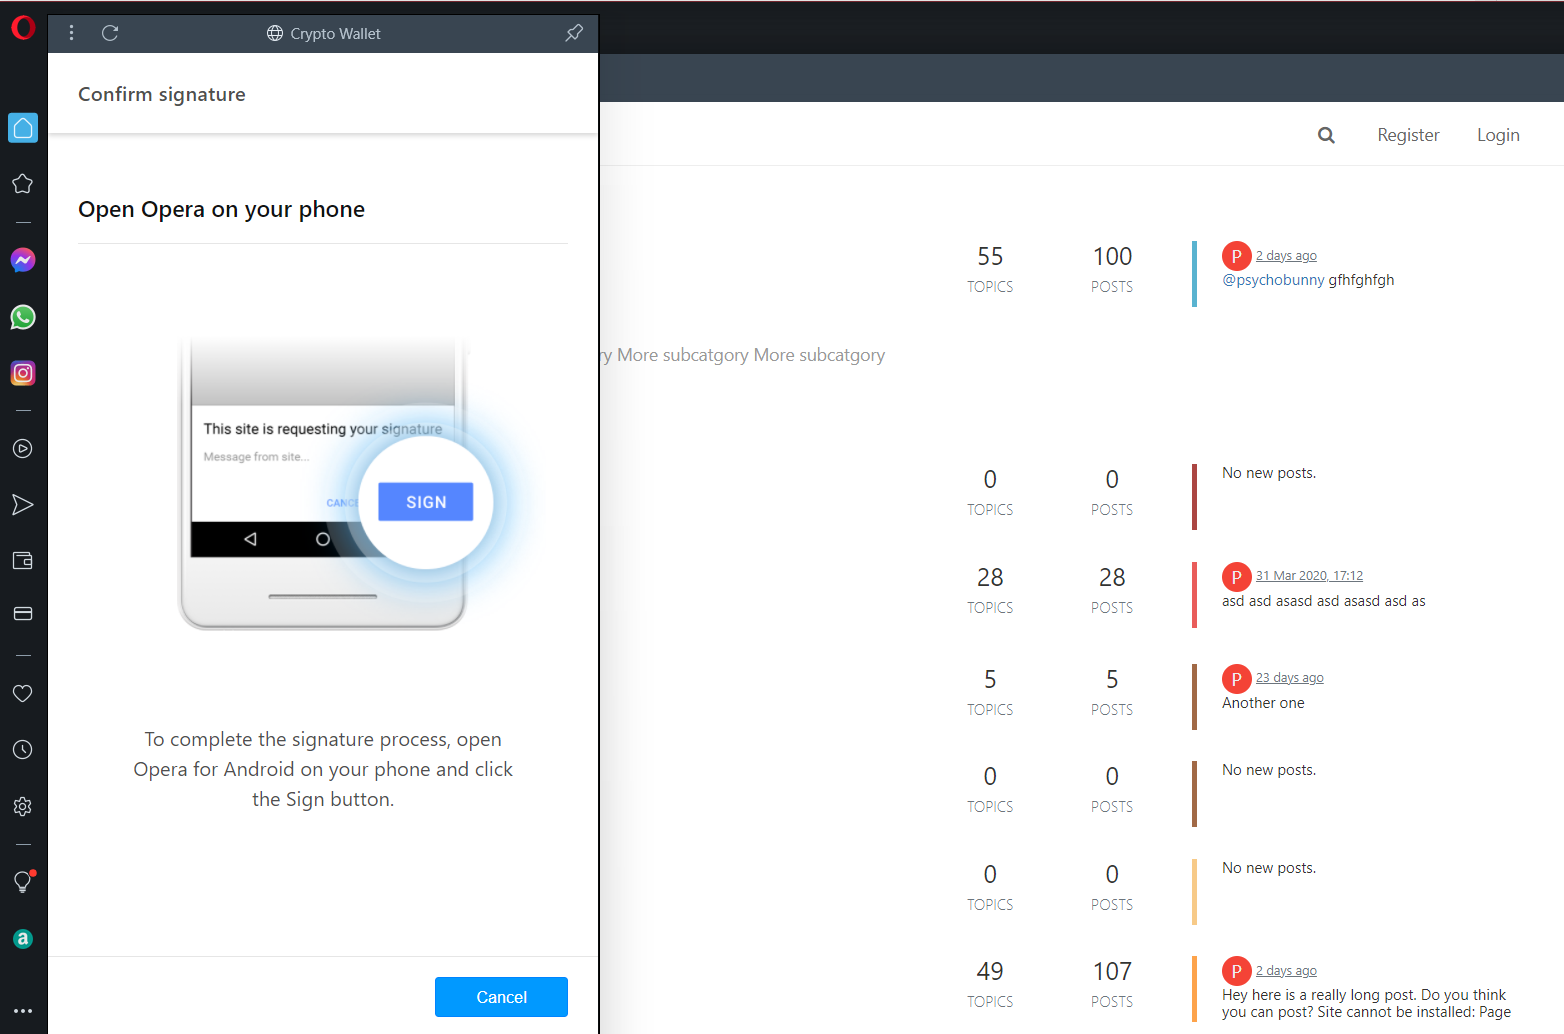 Crypto Wallet
Confirm signature
Open Opera on your phone
This site is requesting your signature
Message from site...
SIGN
To complete the signature process, open
Opera for Android on your phone and click
the Sign button.
Cancel
Register Login
55 100
TOPICS POSTS
P 2 days ago
@psychobunny gfhfghfgh
More subcatgory More subcatgory
0 0
TOPICS POSTS
No new posts.
28 28
TOPICS POSTS
P 31 Mar 2020, 17:12
asd asd asasd asd asasd asd as
5 5
TOPICS POSTS
P 23 days ago
Another one
0 0
TOPICS POSTS
No new posts.
0 0
TOPICS POSTS
No new posts.
49 107
TOPICS POSTS
P 2 days ago
Hey here is a really long post. Do you think
you can post? Site cannot be installed: Page
a